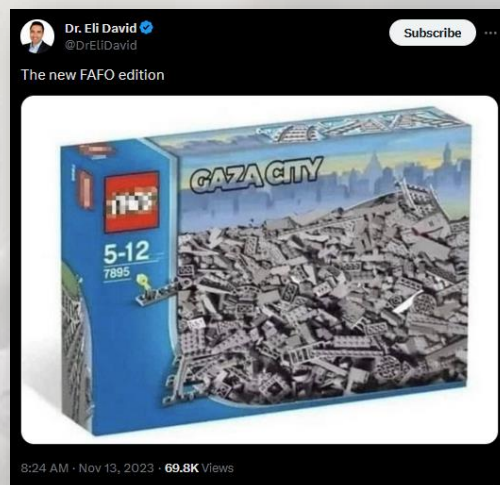 Dr. Eli David
@DrEliDavid
Subscribe
The new FAFO edition
GAZA CITY
5-12
7895
8:24 AM · Nov 13, 2023 · 69.8K Views